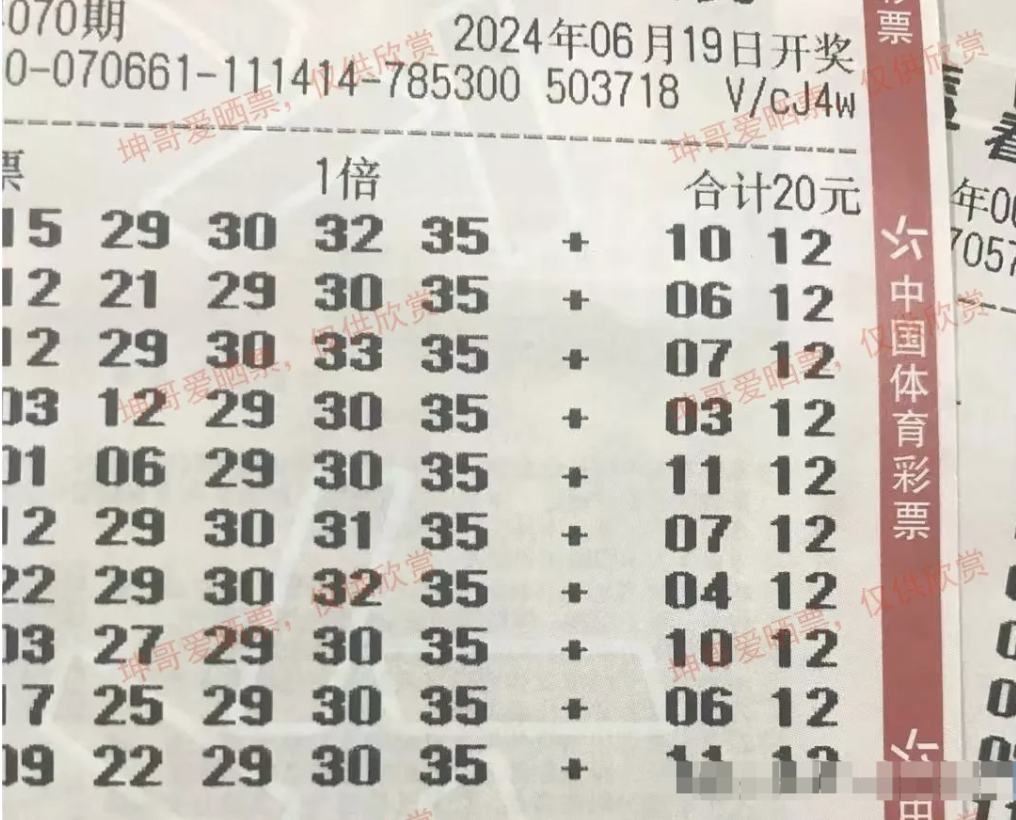 070期
2024年06月19日开奖
0-070661-111414-785300 503718 V/cJ4w
票 1倍 合计20元
15 29 30 32 35 + 10 12
12 21 29 30 35 + 06 12
12 29 30 33 35 + 07 12
03 12 29 30 35 + 03 12
01 06 29 30 35 + 11 12
12 29 30 31 35 + 07 12
22 29 30 32 35 + 04 12
03 27 29 30 35 + 10 12
17 25 29 30 35 + 06 12
09 22 29 30 35 + 11 12
彩票
中国体育彩票
中
年0
7057
坤哥爱晒票，仅供欣赏
坤哥爱晒票，仅供欣赏
坤哥爱晒票，仅供欣赏
坤哥爱晒票，仅供欣赏
坤哥爱晒票，仅供欣赏
坤哥爱晒票，仅供欣赏